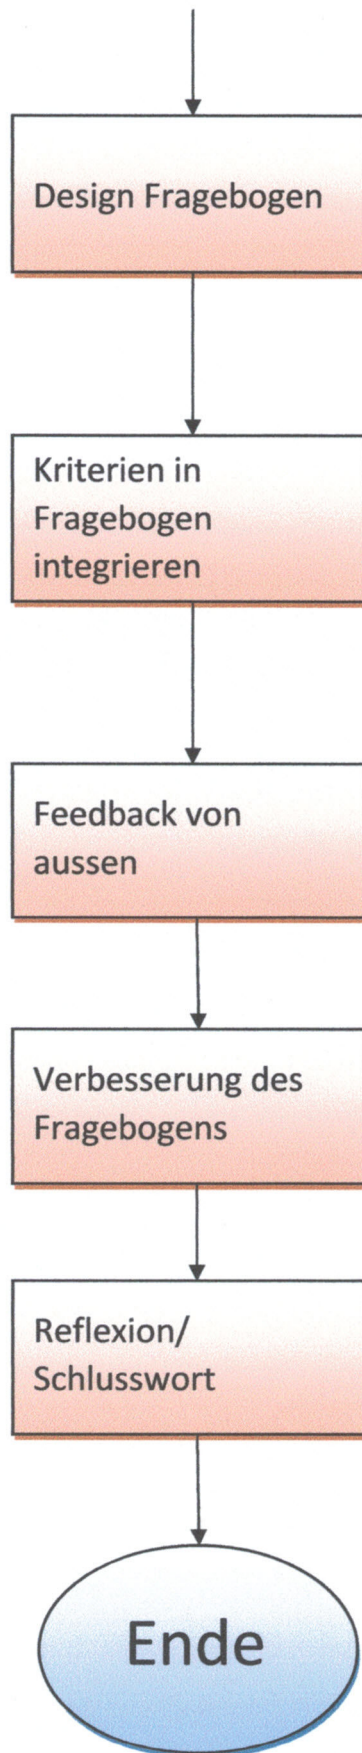 Design Fragebogen
Kriterien in
Fragebogen
integrieren
Feedback von
aussen
Verbesserung des
Fragebogens
Reflexion/
Schlusswort
Ende